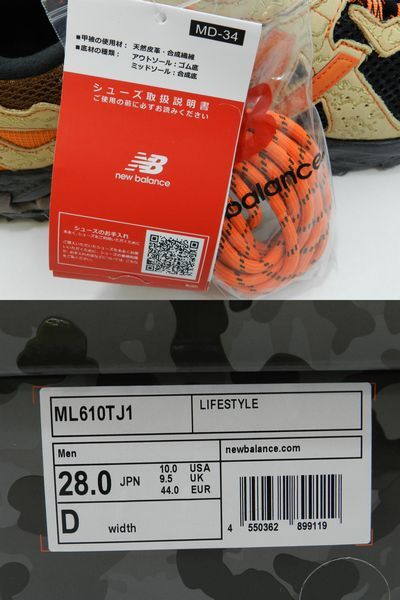 MD-34
■甲被の使用材：天然皮革・合成繊維
■底材の種類：アウトソール：ゴム底
ミッドソール：合成底
シューズ取扱説明書
ご使用の前に必ずお読みください
NB
new balance
balance
シューズのお手入れ
ML610TJ1
LIFESTYLE
Men
28.0 JPN
10.0 USA
9.5 UK
44.0 EUR
newbalance.com
D width
4 550362 899119